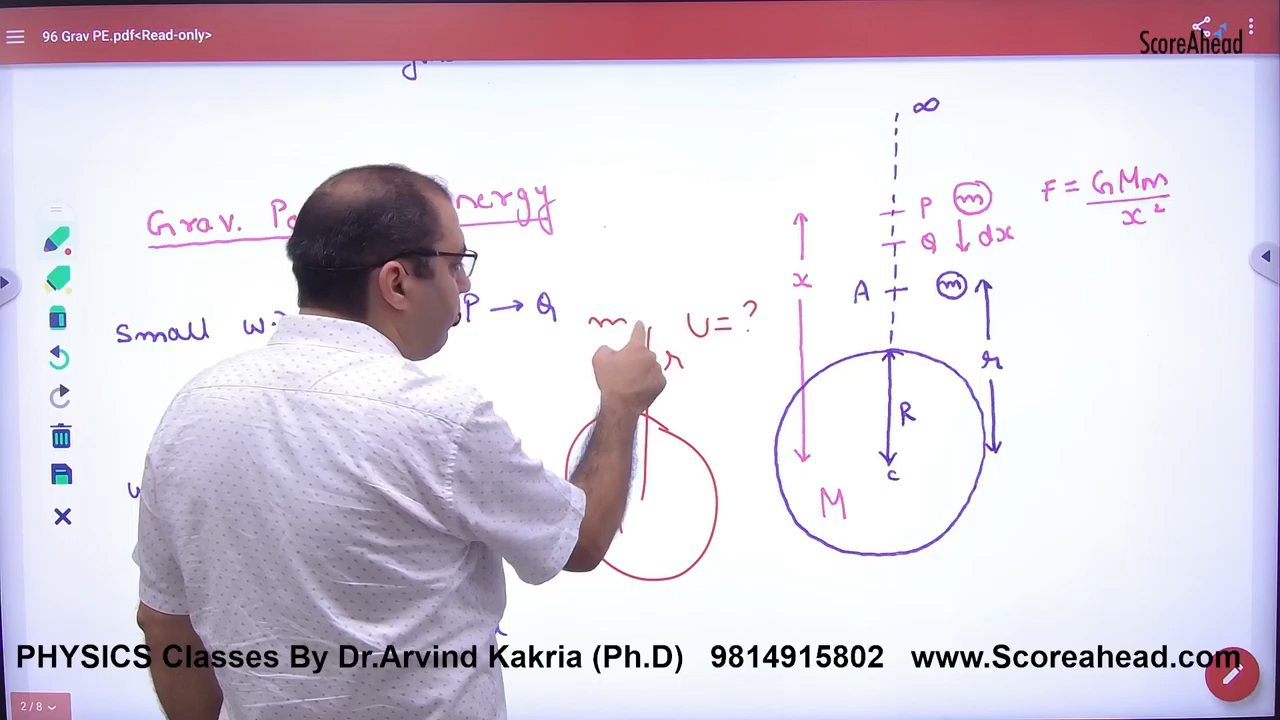 96 Grav PE.pdf<Read-only>
ScoreAhead
∞
Grav. nergy
P m
F = GMm / x²
Q ↓ dx
x
A m
Small P → Q
m U = ?
r
r
R
c
M
PHYSICS Classes By Dr.Arvind Kakria (Ph.D) 9814915802 www.Scoreahead.com
2/8